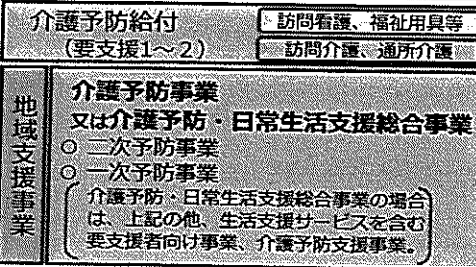 介護予防給付
(要支援1～2)
訪問看護、福祉用具等
訪問介護、通所介護
地域支援事業
介護予防事業
又は介護予防・日常生活支援総合事業
○ 二次予防事業
○ 一次予防事業
介護予防・日常生活支援総合事業の場合
は、上記の他、生活支援サービスを含む
要支援者向け事業、介護予防支援事業。